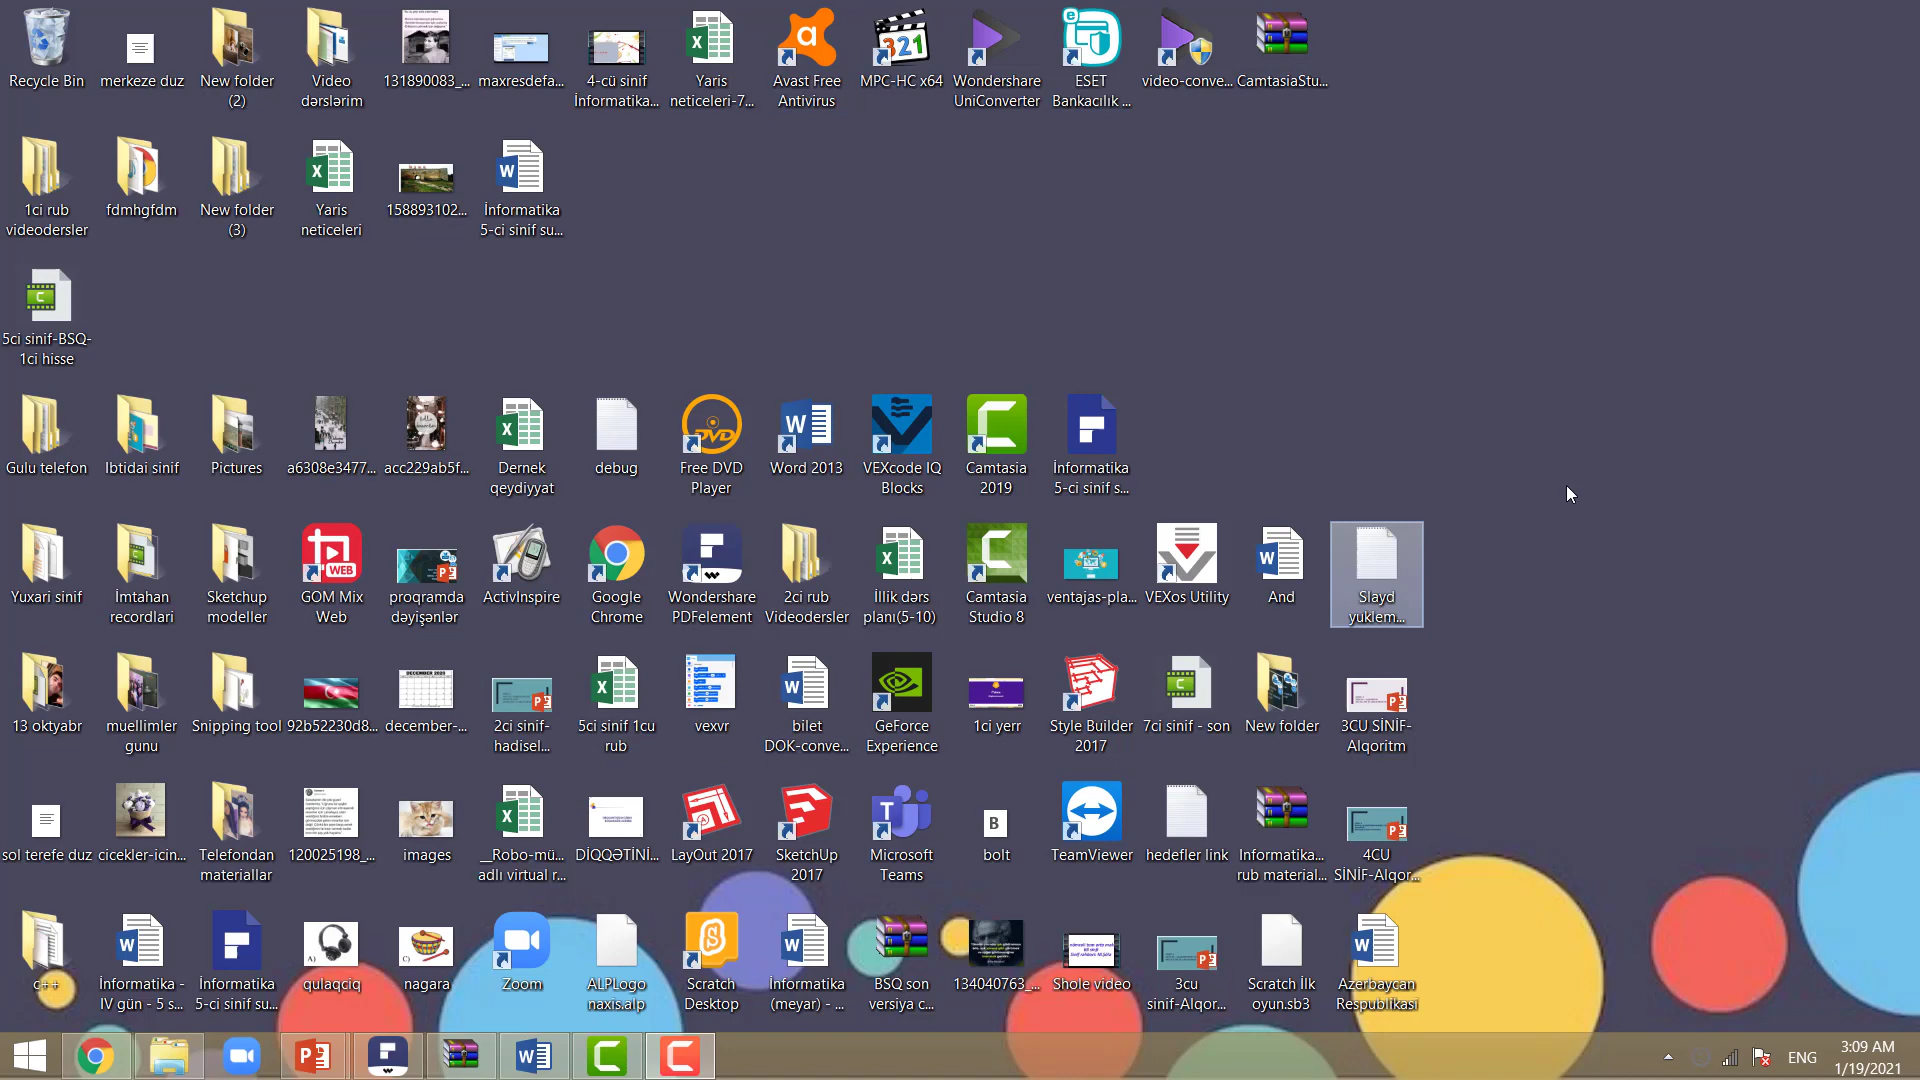 Recycle Bin
merkeze duz
New folder
(2)
Video
dərslərim
131890083_...
maxresdefa...
4-cü sinif
İnformatika...
Yaris
neticeleri-7...
Avast Free
Antivirus
MPC-HC x64
Wondershare
UniConverter
ESET
Bankacılık ...
video-conve...
CamtasiaStu...
1ci rub
videodersler
fdmhgfdm
New folder
(3)
Yaris
neticeleri
158893102...
İnformatika
5-ci sinif su...
5ci sinif-BSQ-
1ci hisse
Gulu telefon
Ibtidai sinif
Pictures
a6308e3477...
acc229ab5f...
Dernek
qeydiyyat
debug
Free DVD
Player
Word 2013
VEXcode IQ
Blocks
Camtasia
2019
İnformatika
5-ci sinif s...
Yuxari sinif
İmtahan
recordlari
Sketchup
modeller
GOM Mix
Web
proqramda
dəyişənlər
ActivInspire
Google
Chrome
Wondershare
PDFelement
2ci rub
Videodersler
İllik dərs
planı(5-10)
Camtasia
Studio 8
ventajas-pla...
VEXos Utility
And
Slayd
yuklem...
13 oktyabr
muellimler
gunu
Snipping tool
92b52230d8...
december-...
2ci sinif-
hadisel...
5ci sinif 1cu
rub
vexvr
bilet
DOK-conve...
GeForce
Experience
1ci yerr
Style Builder
2017
7ci sinif - son
New folder
3CU SİNİF-
Alqoritm
sol terefe duz
cicekler-icin...
Telefondan
materiallar
120025198_...
images
__Robo-mü...
adlı virtual r...
DİQQƏTİNİ...
LayOut 2017
SketchUp
2017
Microsoft
Teams
bolt
TeamViewer
hedefler link
Informatika...
rub material...
4CU
SİNİF-Alqor...
c++
İnformatika -
IV gün - 5 s...
İnformatika
5-ci sinif su...
qulaqciq
nagara
Zoom
ALPLogo
naxis.alp
Scratch
Desktop
İnformatika
(meyar) - ...
BSQ son
versiya c...
134040763_...
Shole video
3cu
sinif-Alqor...
Scratch İlk
oyun.sb3
Azerbaycan
Respublikasi
ENG
3:09 AM
1/19/2021